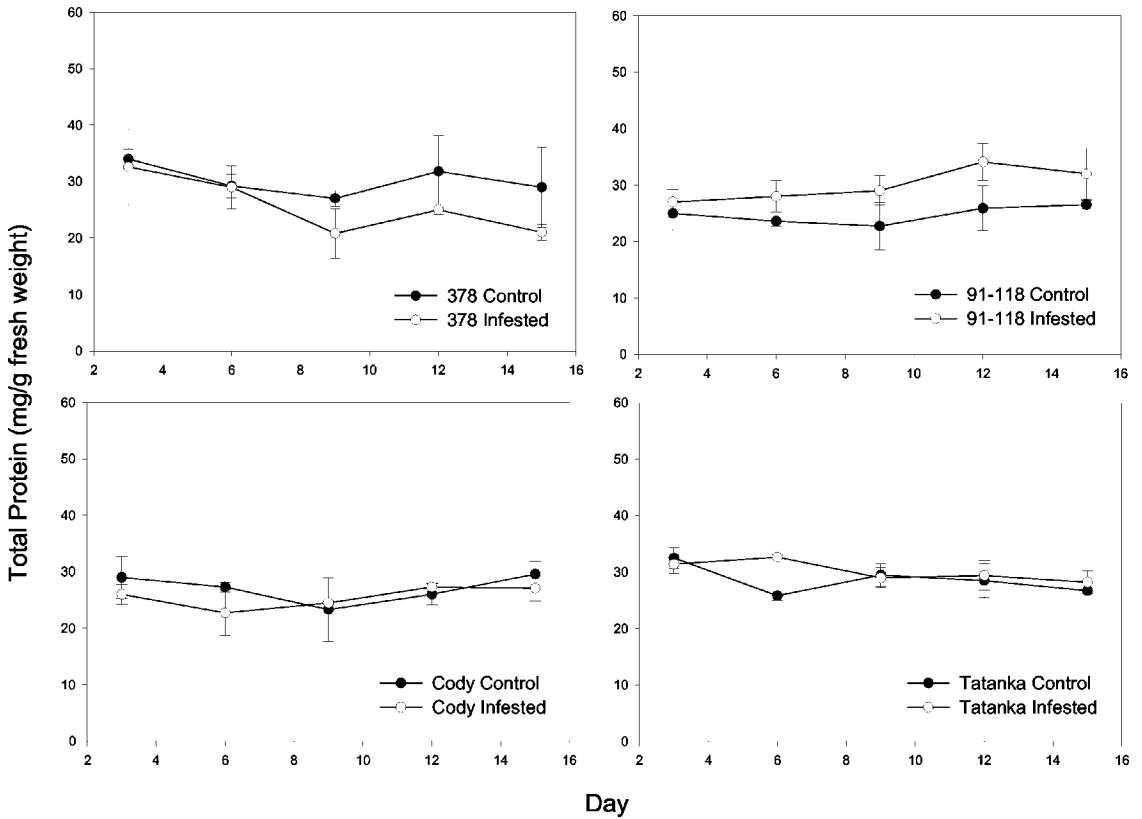 Total Protein (mg/g fresh weight)
60
50
40
30
20
10
0
378 Control
378 Infested
2 4 6 8 10 12 14 16
60
50
40
30
20
10
0
91-118 Control
91-118 Infested
2 4 6 8 10 12 14 16
60
50
40
30
20
10
0
Cody Control
Cody Infested
2 4 6 8 10 12 14 16
60
50
40
30
20
10
0
Tatanka Control
Tatanka Infested
2 4 6 8 10 12 14 16
Day